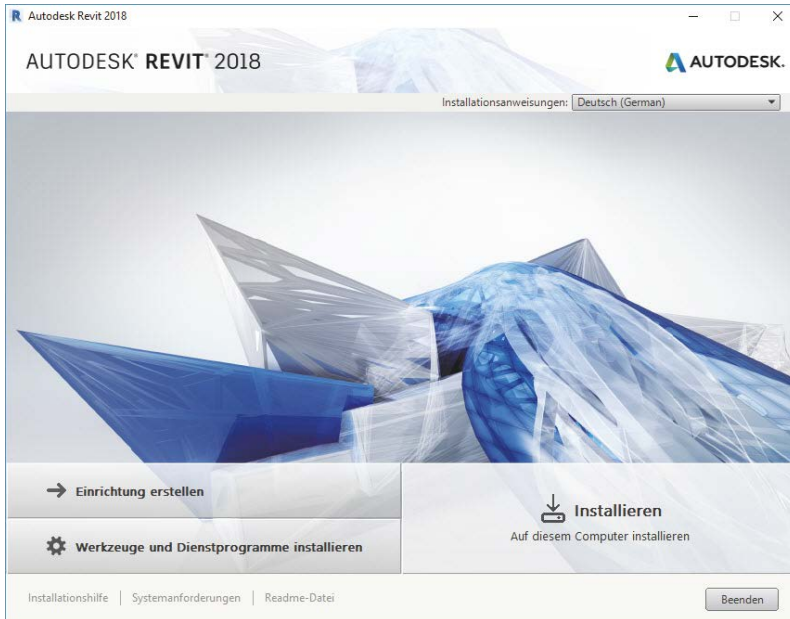 Autodesk Revit 2018
AUTODESK® REVIT® 2018
AUTODESK.
Installationsanweisungen: Deutsch (German)
Einrichtung erstellen
Werkzeuge und Dienstprogramme installieren
Installieren
Auf diesem Computer installieren
Installationshilfe | Systemanforderungen | Readme-Datei
Beenden